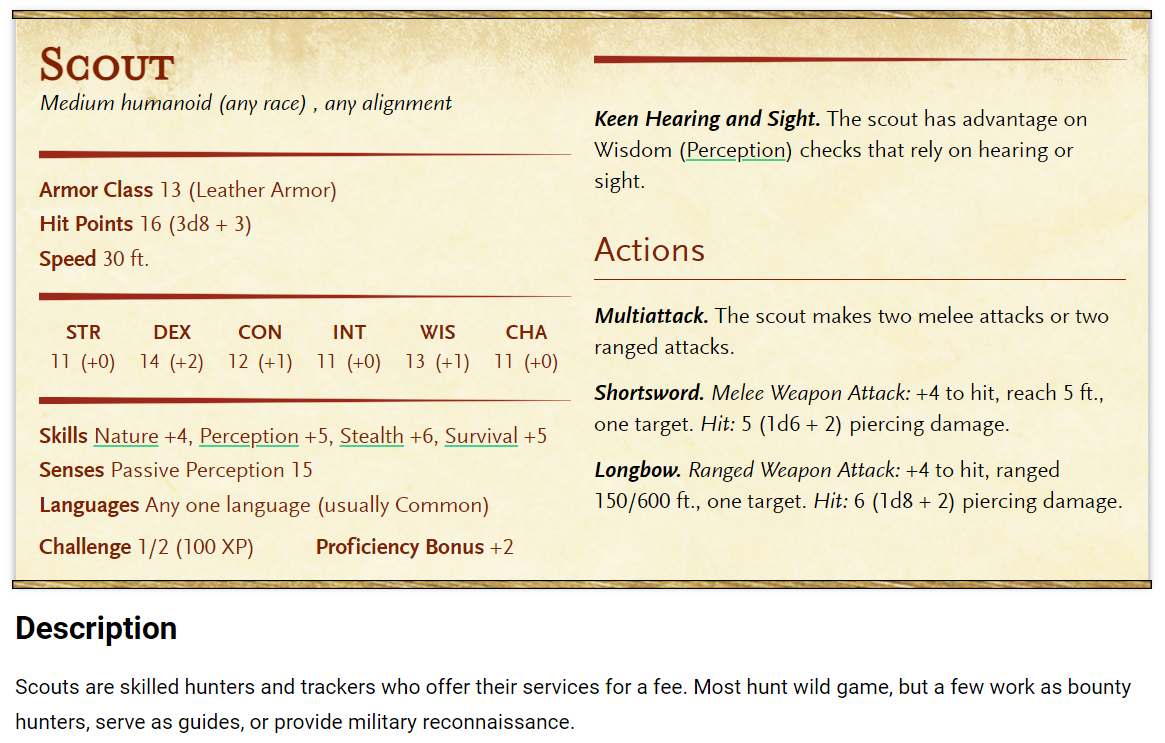 Scout
Medium humanoid (any race) , any alignment
Armor Class 13 (Leather Armor)
Hit Points 16 (3d8 + 3)
Speed 30 ft.
STR DEX CON INT WIS CHA
11 (+0) 14 (+2) 12 (+1) 11 (+0) 13 (+1) 11 (+0)
Skills Nature +4, Perception +5, Stealth +6, Survival +5
Senses Passive Perception 15
Languages Any one language (usually Common)
Challenge 1/2 (100 XP) Proficiency Bonus +2
Keen Hearing and Sight. The scout has advantage on
Wisdom (Perception) checks that rely on hearing or
sight.
Actions
Multiattack. The scout makes two melee attacks or two
ranged attacks.
Shortsword. Melee Weapon Attack: +4 to hit, reach 5 ft.,
one target. Hit: 5 (1d6 + 2) piercing damage.
Longbow. Ranged Weapon Attack: +4 to hit, ranged
150/600 ft., one target. Hit: 6 (1d8 + 2) piercing damage.
Description
Scouts are skilled hunters and trackers who offer their services for a fee. Most hunt wild game, but a few work as bounty
hunters, serve as guides, or provide military reconnaissance.